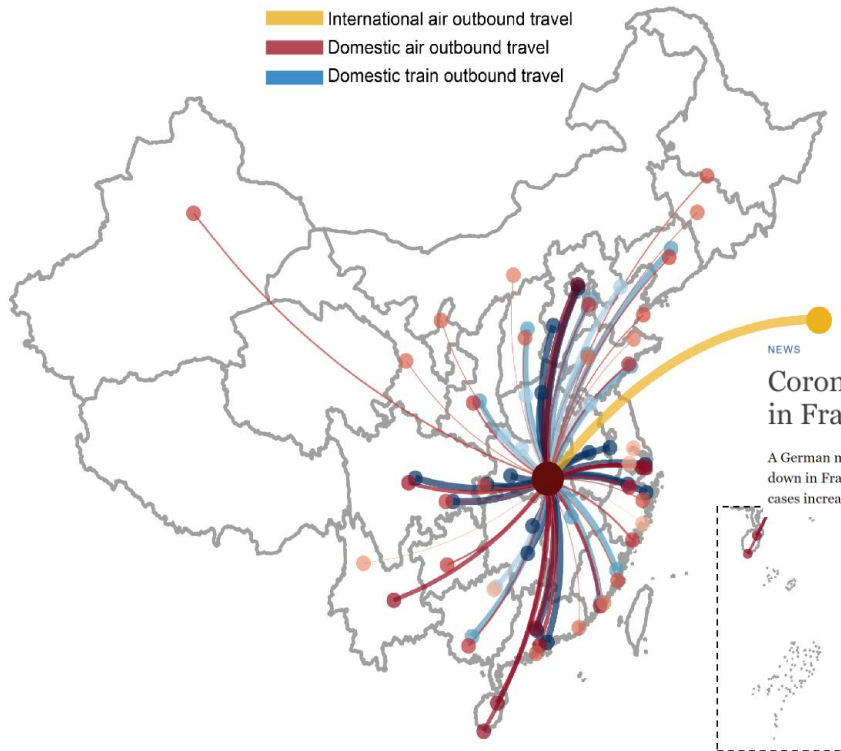 International air outbound travel
Domestic air outbound travel
Domestic train outbound travel
NEWS
in Fra
A German m
down in Fra
cases increa